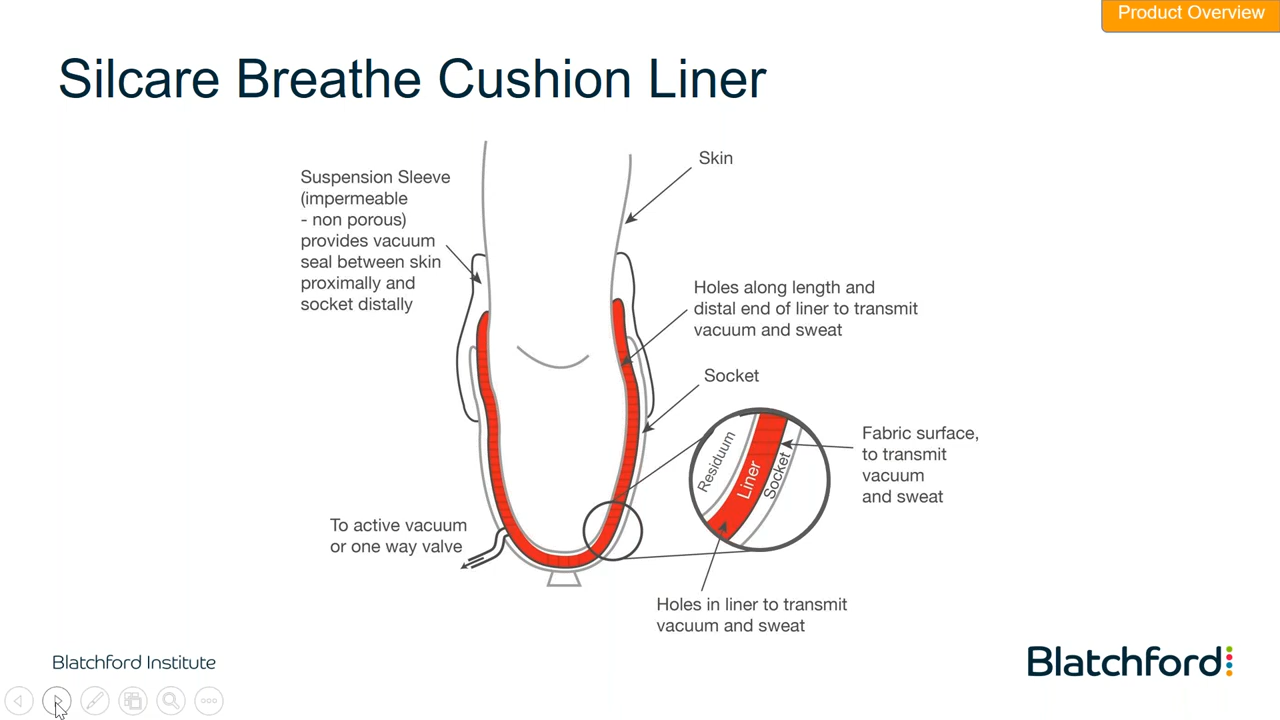 Product Overview
Silcare Breathe Cushion Liner
Suspension Sleeve
(impermeable
- non porous)
provides vacuum
seal between skin
proximally and
socket distally
Skin
Holes along length and
distal end of liner to transmit
vacuum and sweat
Socket
Residuum
Liner
Socket
Fabric surface,
to transmit
vacuum
and sweat
To active vacuum
or one way valve
Holes in liner to transmit
vacuum and sweat
Blatchford Institute
Blatchford